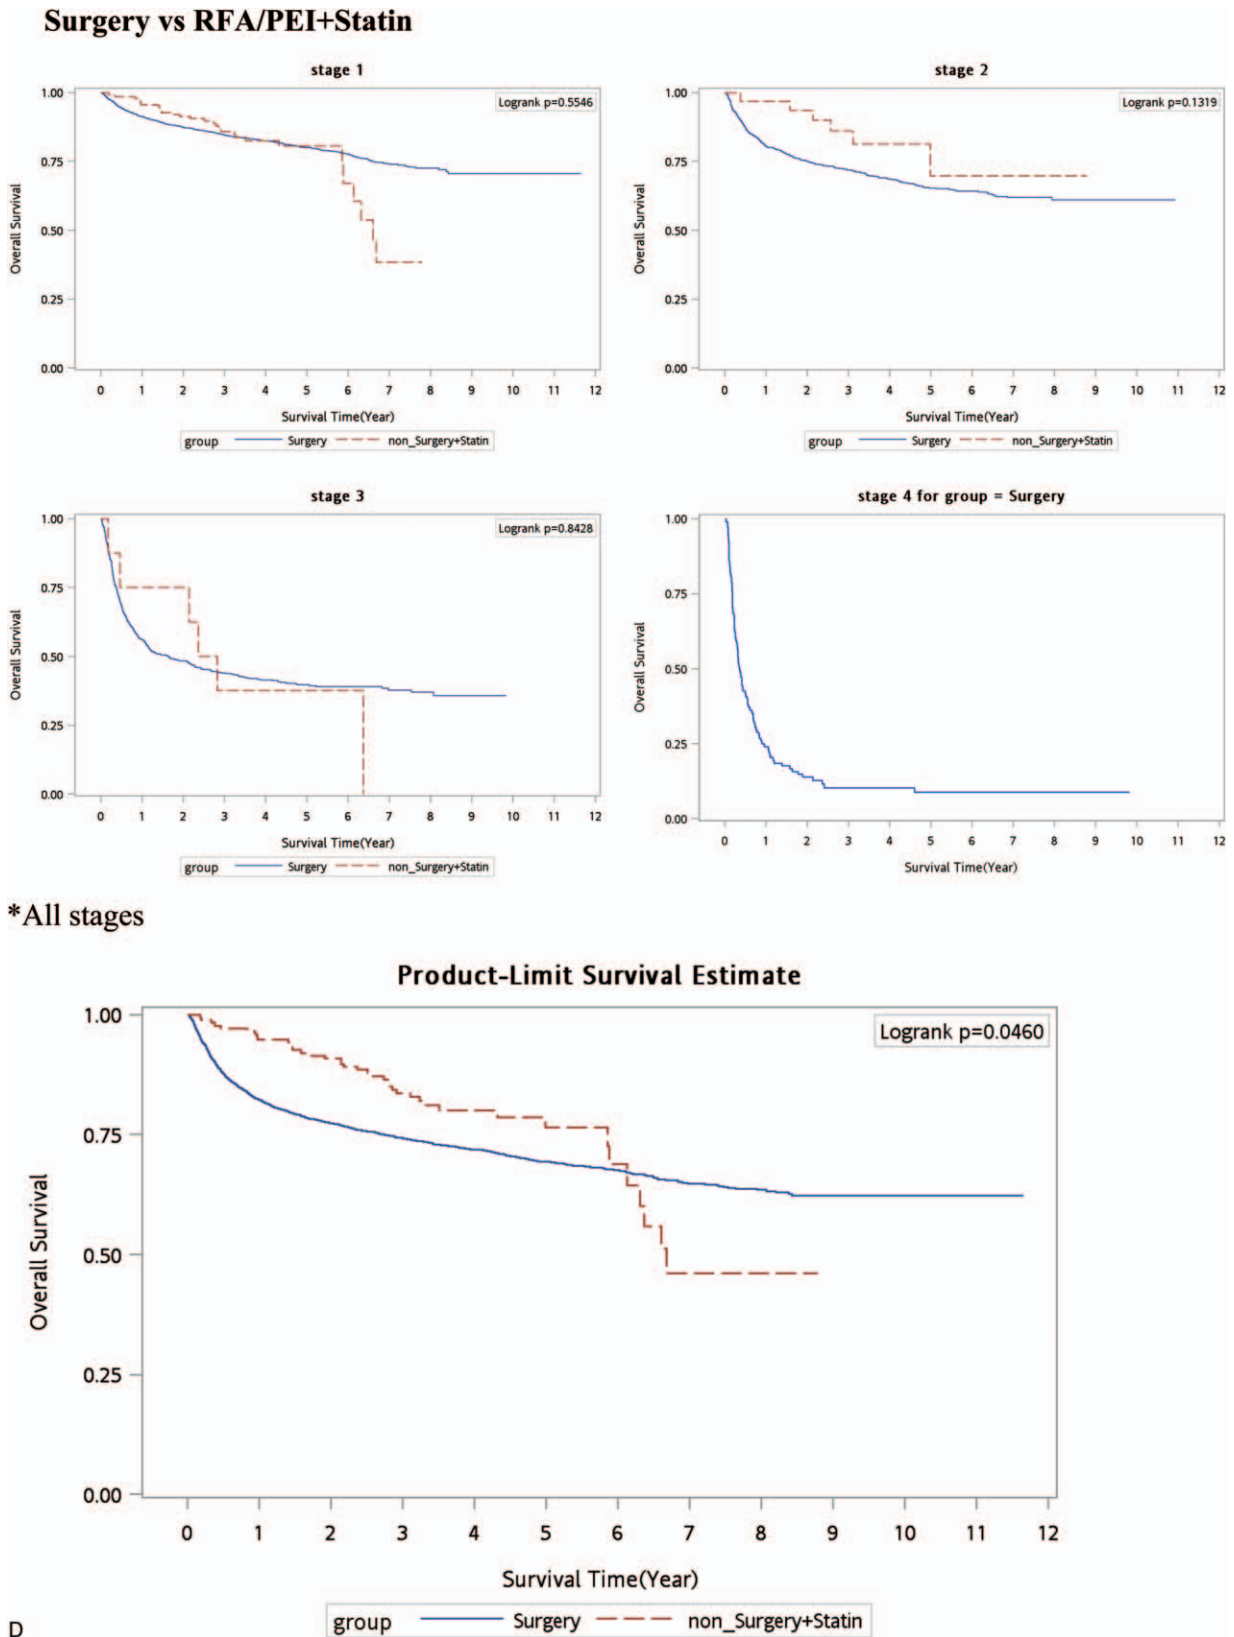 Surgery vs RFA/PEI+Statin
stage 1
Logrank p=0.5546
1.00
0.75
0.50
0.25
0.00
Overall Survival
0 1 2 3 4 5 6 7 8 9 10 11 12
Survival Time(Year)
group Surgery non_Surgery+Statin
stage 2
Logrank p=0.1319
1.00
0.75
0.50
0.25
0.00
Overall Survival
0 1 2 3 4 5 6 7 8 9 10 11 12
Survival Time(Year)
group Surgery non_Surgery+Statin
stage 3
Logrank p=0.8428
1.00
0.75
0.50
0.25
0.00
Overall Survival
0 1 2 3 4 5 6 7 8 9 10 11 12
Survival Time(Year)
group Surgery non_Surgery+Statin
stage 4 for group = Surgery
1.00
0.75
0.50
0.25
0.00
Overall Survival
0 1 2 3 4 5 6 7 8 9 10 11 12
Survival Time(Year)
*All stages
Product-Limit Survival Estimate
Logrank p=0.0460
1.00
0.75
0.50
0.25
0.00
Overall Survival
0 1 2 3 4 5 6 7 8 9 10 11 12
Survival Time(Year)
group Surgery non_Surgery+Statin
D